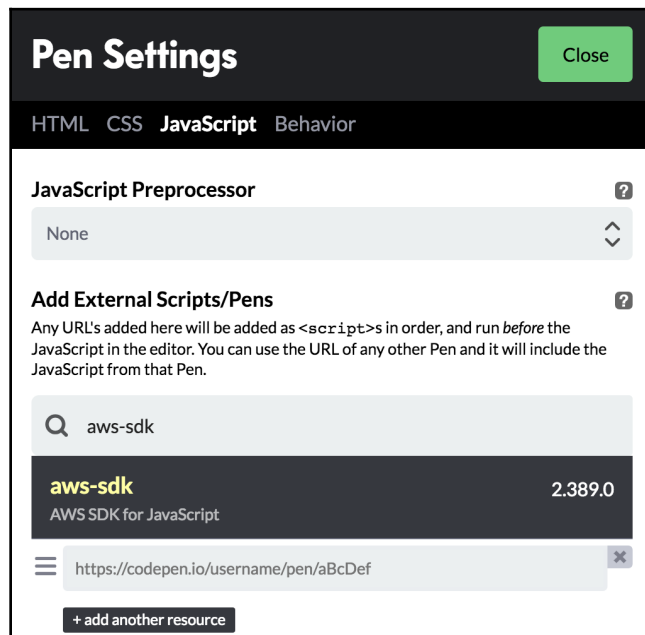 Pen Settings
Close
HTML CSS JavaScript Behavior
JavaScript Preprocessor
?
None
Add External Scripts/Pens
?
Any URL's added here will be added as <script>s in order, and run before the
JavaScript in the editor. You can use the URL of any other Pen and it will include the
JavaScript from that Pen.
aws-sdk
aws-sdk
2.389.0
AWS SDK for JavaScript
https://codepen.io/username/pen/aBcDef
+ add another resource